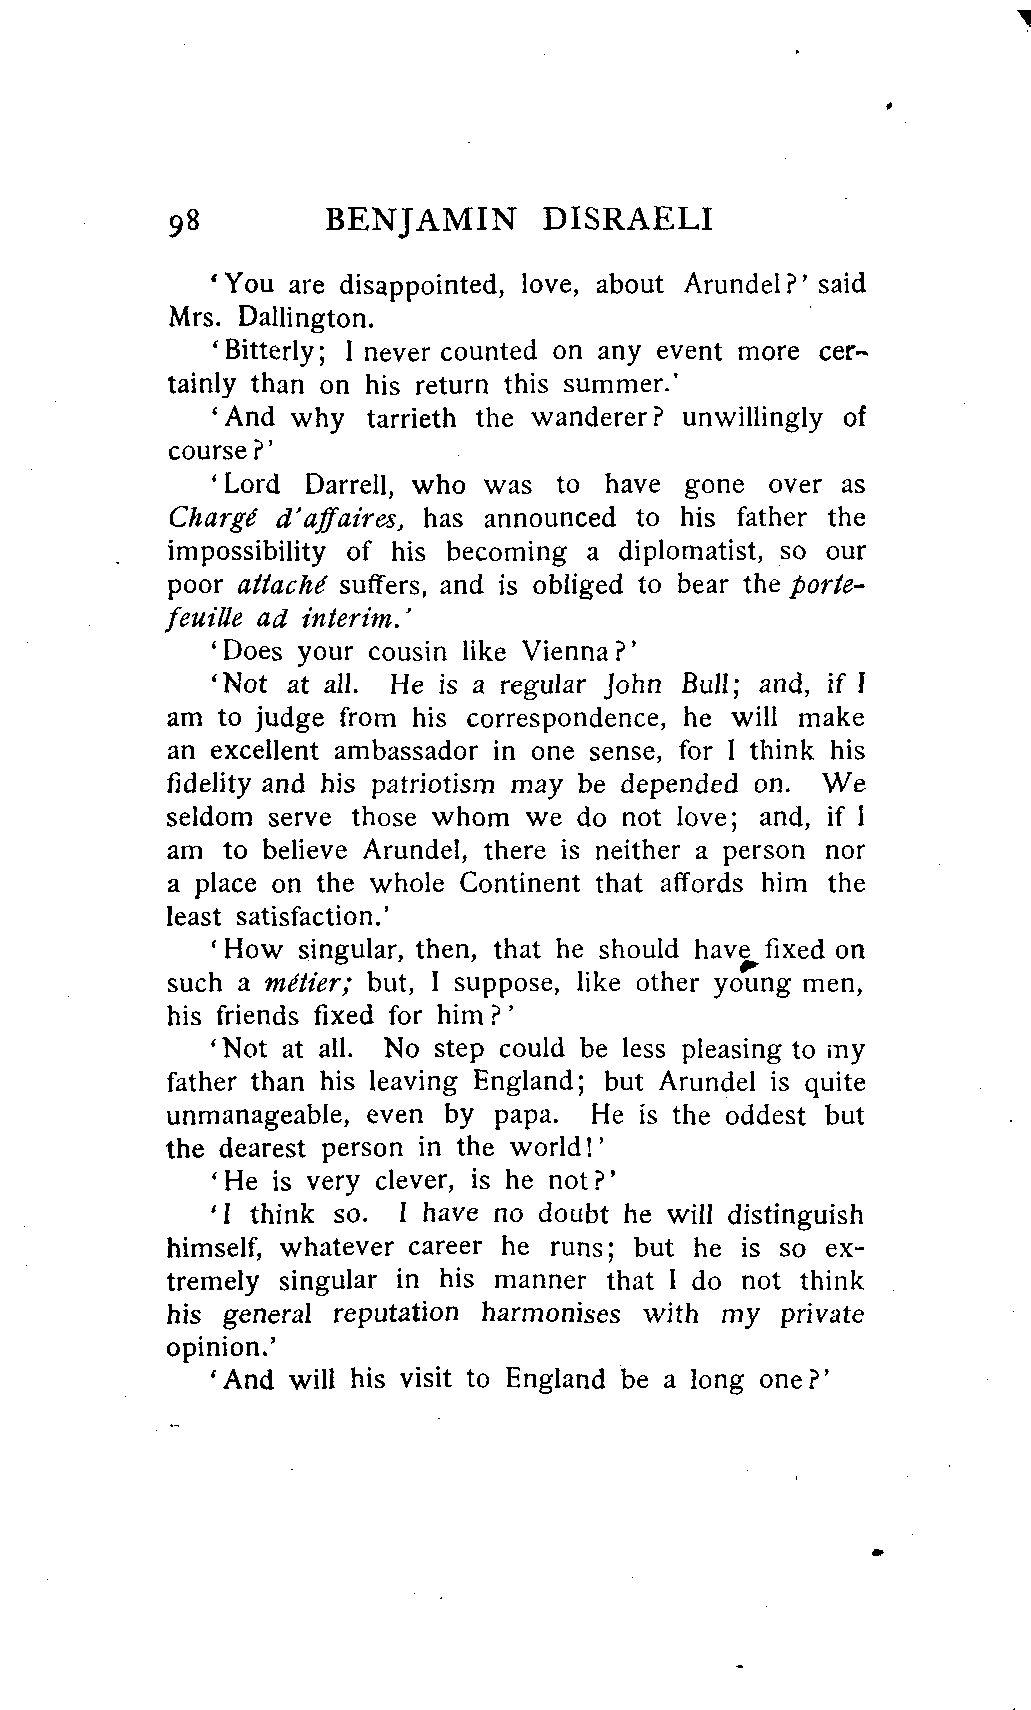 98 BENJAMIN DISRAELI
‘You are disappointed, love, about Arundel?’ said
Mrs. Dallington.
‘Bitterly; I never counted on any event more cer-
tainly than on his return this summer.’
‘And why tarrieth the wanderer? unwillingly of
course?’
‘Lord Darrell, who was to have gone over as
Chargé d’affaires, has announced to his father the
impossibility of his becoming a diplomatist, so our
poor attaché suffers, and is obliged to bear the porte-
feuille ad interim.’
‘Does your cousin like Vienna?’
‘Not at all. He is a regular John Bull; and, if I
am to judge from his correspondence, he will make
an excellent ambassador in one sense, for I think his
fidelity and his patriotism may be depended on. We
seldom serve those whom we do not love; and, if I
am to believe Arundel, there is neither a person nor
a place on the whole Continent that affords him the
least satisfaction.’
‘How singular, then, that he should have fixed on
such a métier; but, I suppose, like other young men,
his friends fixed for him?’
‘Not at all. No step could be less pleasing to my
father than his leaving England; but Arundel is quite
unmanageable, even by papa. He is the oddest but
the dearest person in the world!’
‘He is very clever, is he not?’
‘I think so. I have no doubt he will distinguish
himself, whatever career he runs; but he is so ex-
tremely singular in his manner that I do not think
his general reputation harmonises with my private
opinion.’
‘And will his visit to England be a long one?’